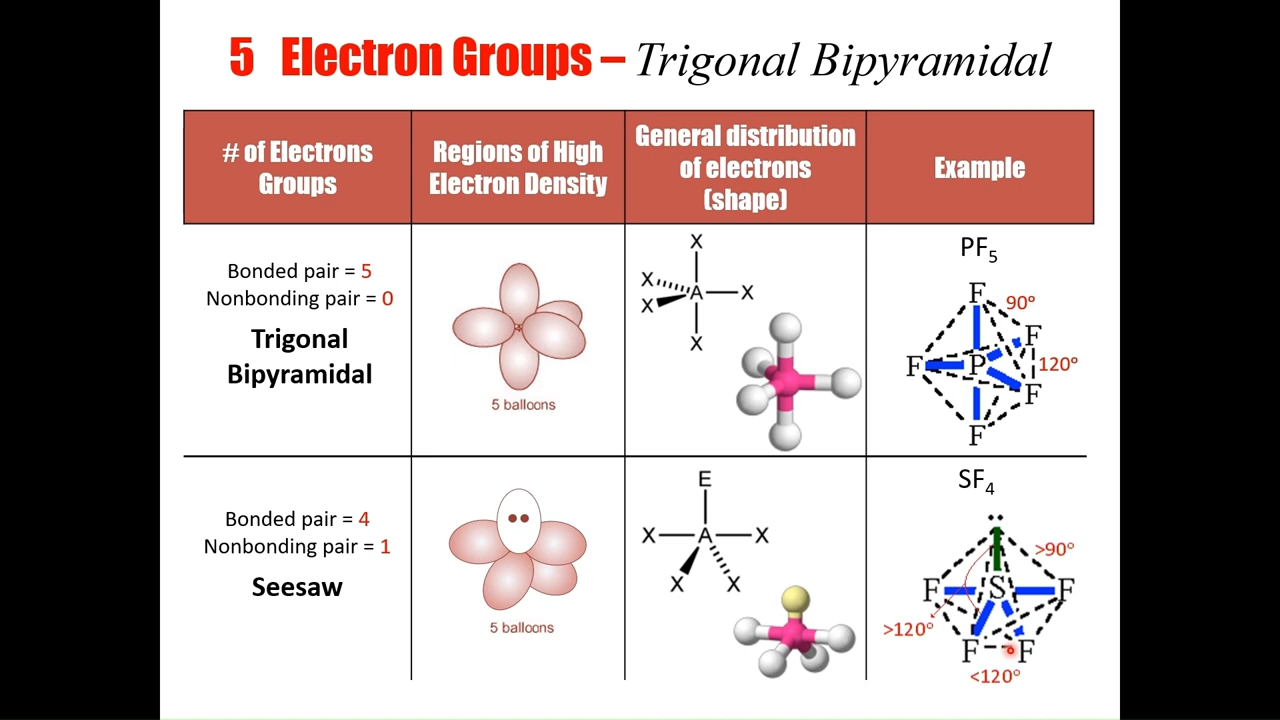 5 Electron Groups – Trigonal Bipyramidal
# of Electrons
Groups
Regions of High
Electron Density
General distribution
of electrons
(shape)
Example
Bonded pair = 5
Nonbonding pair = 0
Trigonal
Bipyramidal
5 balloons
X
X
X
A
X
X
PF₅
F
90°
F
F
P
120°
F
F
Bonded pair = 4
Nonbonding pair = 1
Seesaw
5 balloons
E
X
A
X
X
X
SF₄
>90°
F
S
F
>120°
F
F
<120°